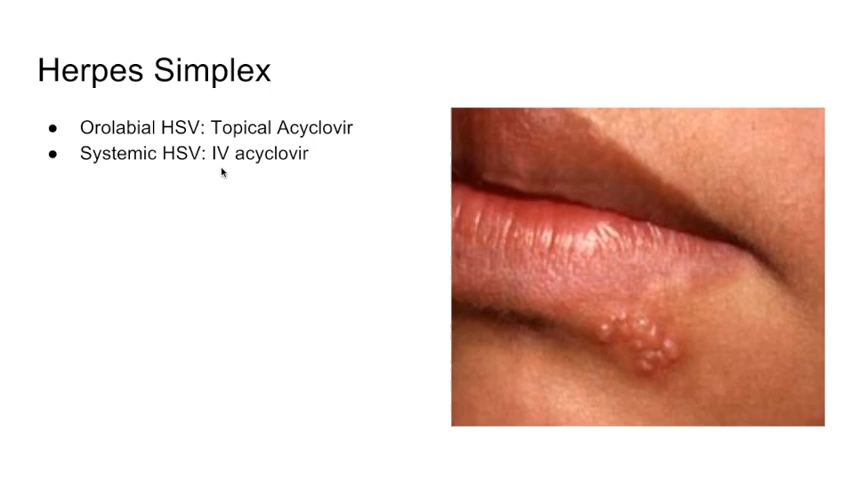 Herpes Simplex
● Orolabial HSV: Topical Acyclovir
● Systemic HSV: IV acyclovir